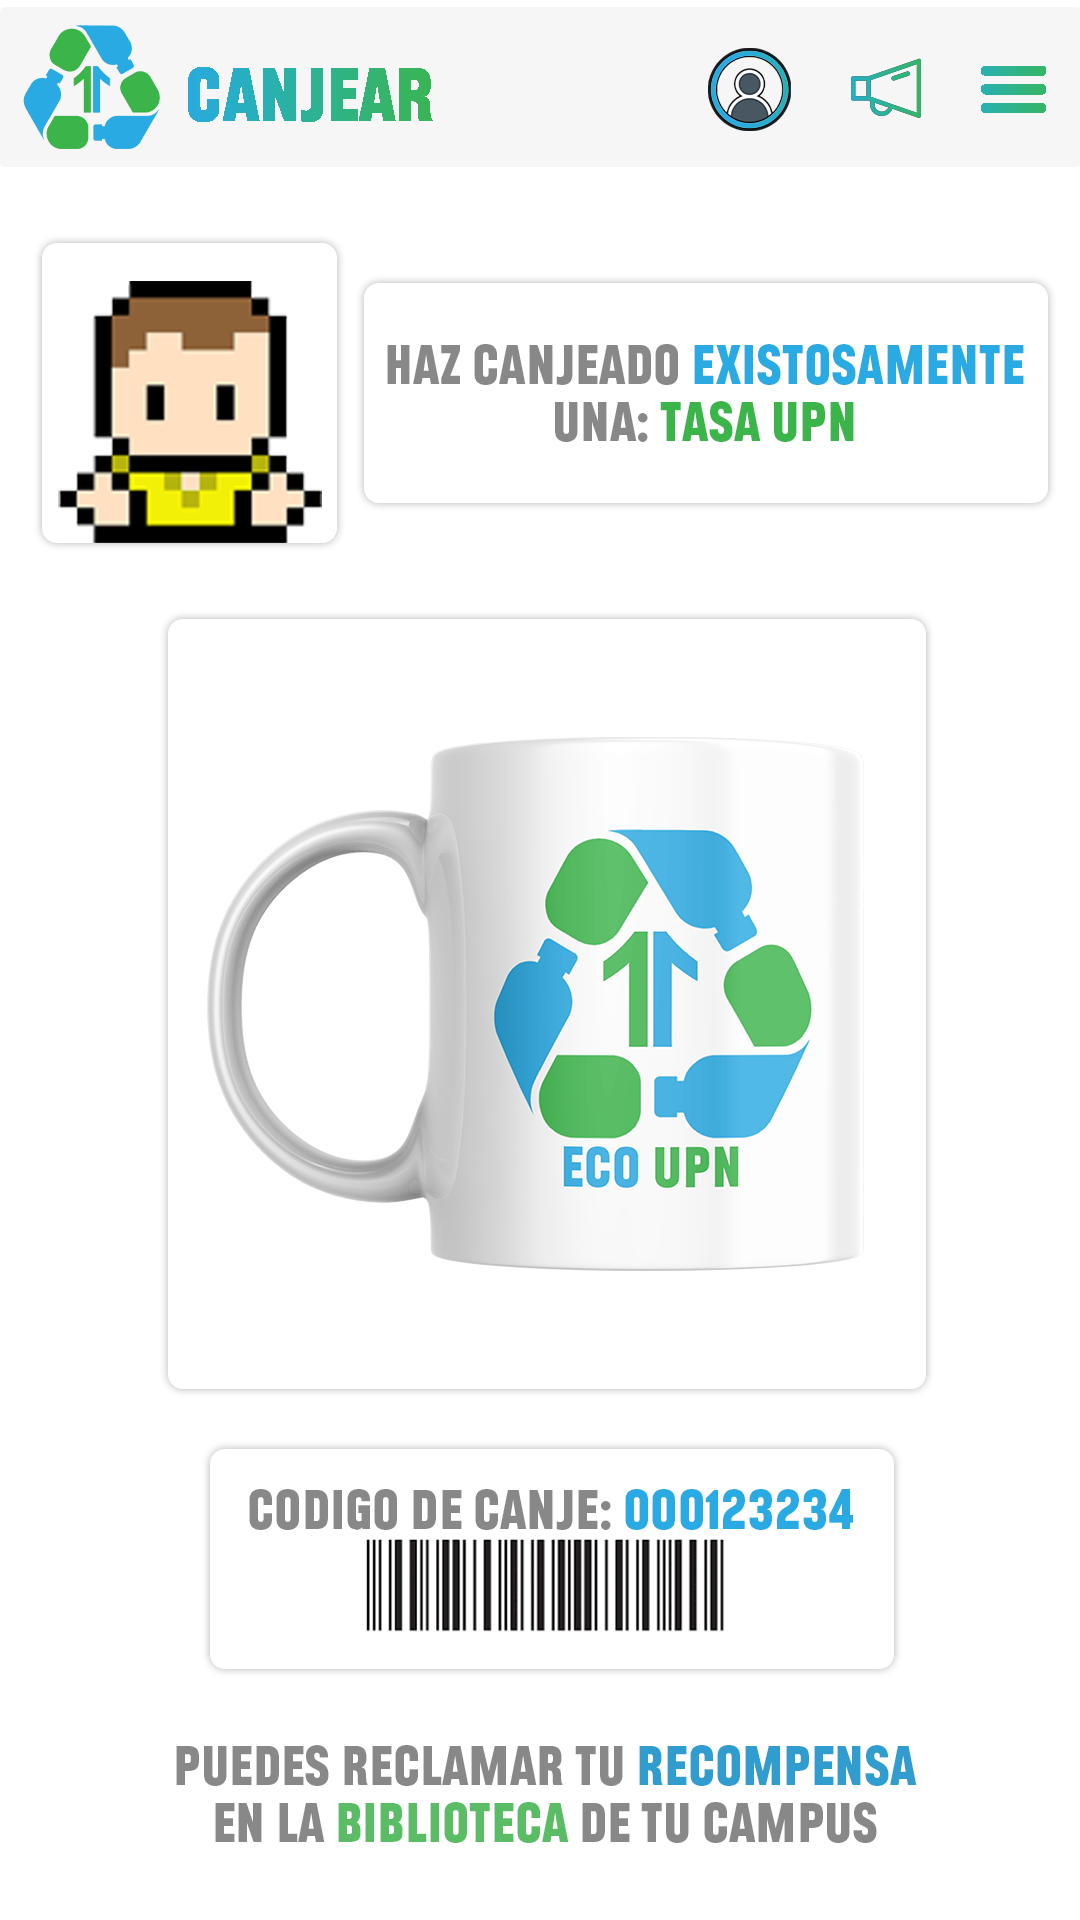 CANJEAR
HAZ CANJEADO EXISTOSAMENTE
UNA: TASA UPN
ECO UPN
CODIGO DE CANJE: 000123234
PUEDES RECLAMAR TU RECOMPENSA
EN LA BIBLIOTECA DE TU CAMPUS